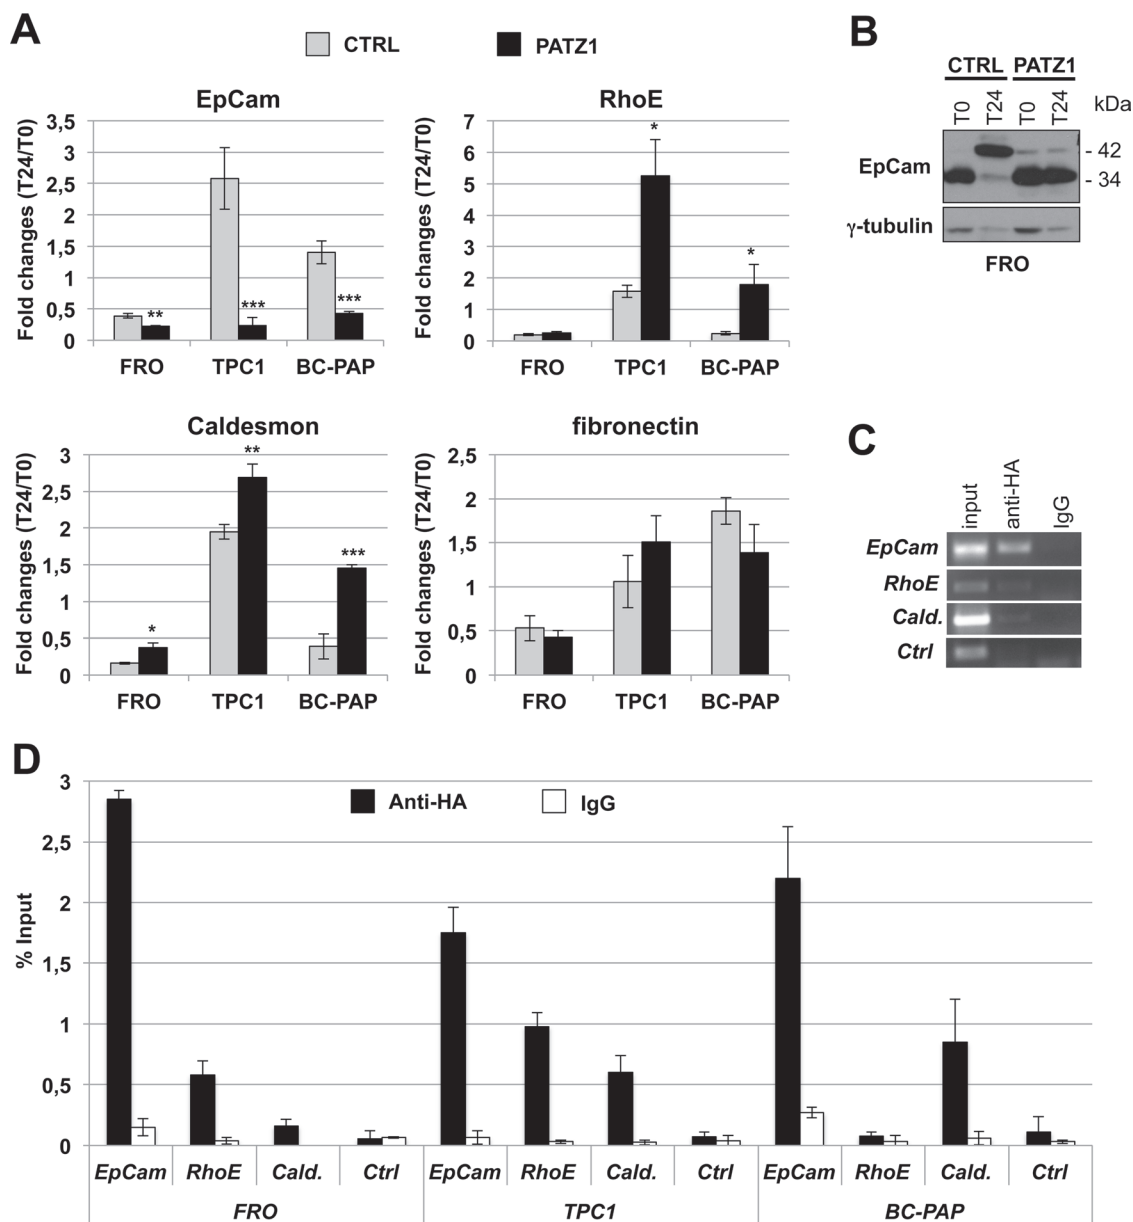 A
CTRL
PATZ1
EpCam
Fold changes (T24/T0)
3,5
3
2,5
2
1,5
1
0,5
0
**
***
***
FRO
TPC1
BC-PAP
RhoE
Fold changes (T24/T0)
7
6
5
4
3
2
1
0
*
*
FRO
TPC1
BC-PAP
Caldesmon
Fold changes (T24/T0)
3
2,5
2
1,5
1
0,5
0
*
**
***
FRO
TPC1
BC-PAP
fibronectin
Fold changes (T24/T0)
2,5
2
1,5
1
0,5
0
FRO
TPC1
BC-PAP
B
CTRL PATZ1
T0 T24 T0 T24 kDa
EpCam
- 42
- 34
γ-tubulin
FRO
C
input anti-HA IgG
EpCam
RhoE
Cald.
Ctrl
D
Anti-HA
IgG
% Input
3
2,5
2
1,5
1
0,5
0
EpCam RhoE Cald. Ctrl EpCam RhoE Cald. Ctrl EpCam RhoE Cald. Ctrl
FRO TPC1 BC-PAP